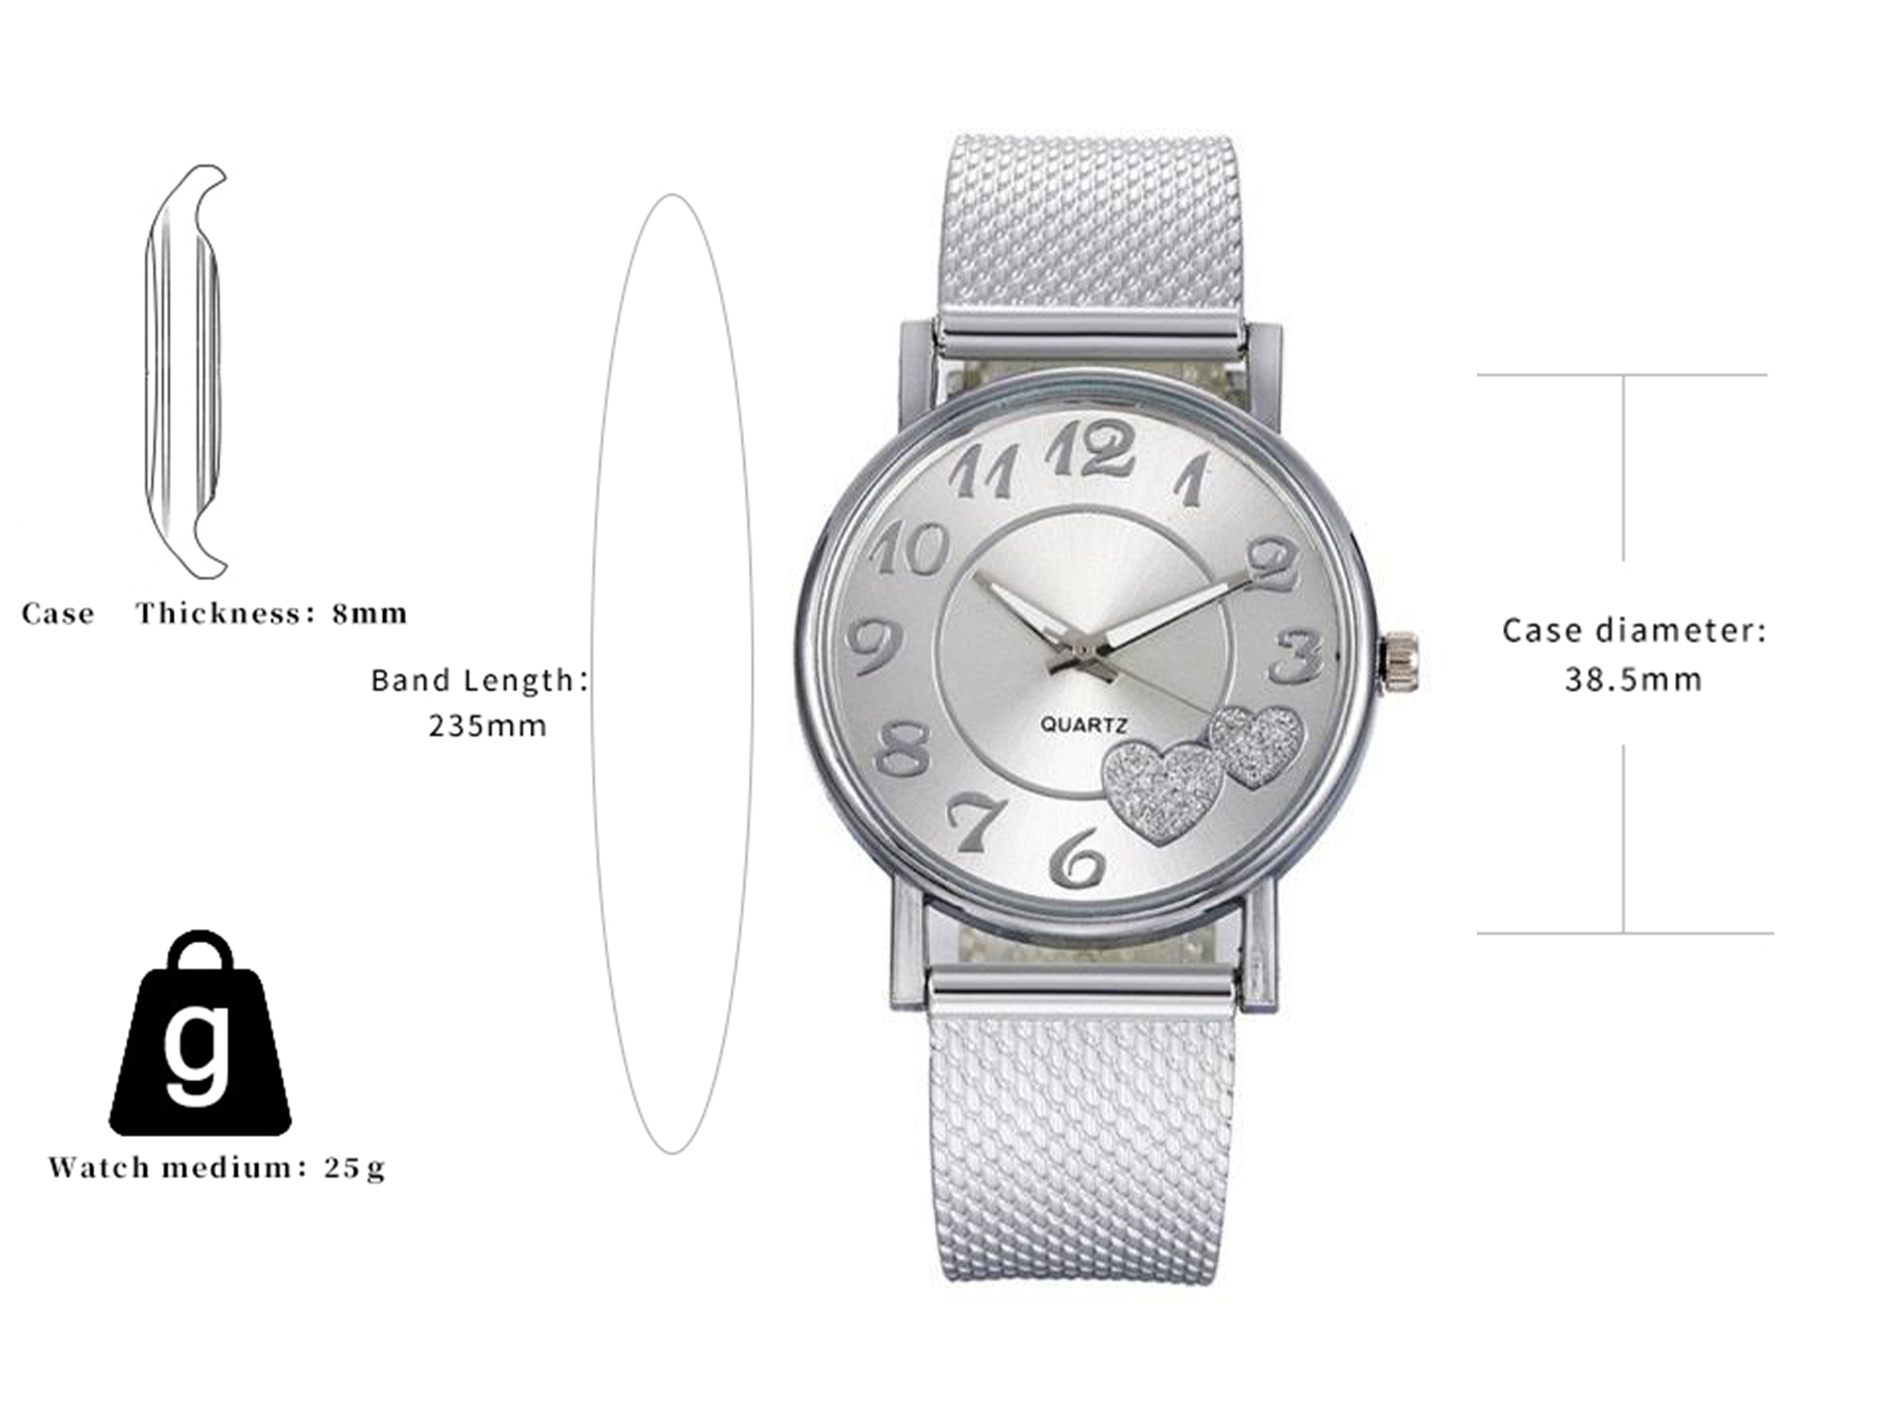 Case Thickness: 8mm
Band Length:
235mm
12
11
1
10
2
9
3
8
7
6
QUARTZ
Case diameter:
38.5mm
g
Watch medium: 25g